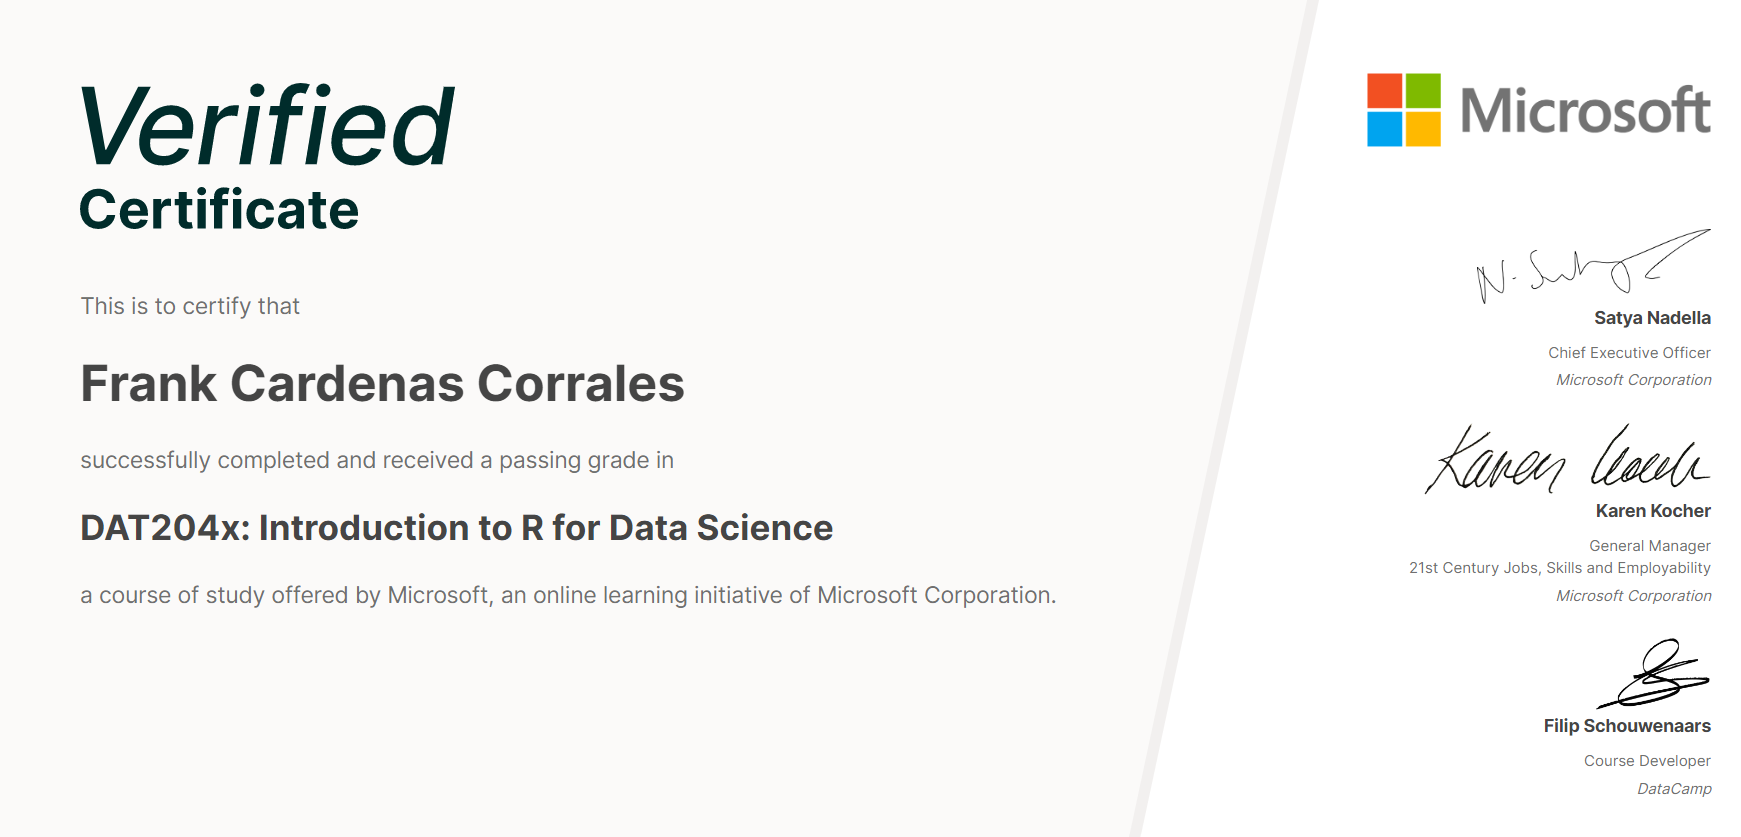 Verified
Certificate
This is to certify that
Frank Cardenas Corrales
successfully completed and received a passing grade in
DAT204x: Introduction to R for Data Science
a course of study offered by Microsoft, an online learning initiative of Microsoft Corporation.
Microsoft
N. Satya
Satya Nadella
Chief Executive Officer
Microsoft Corporation
Karen Kocher
Karen Kocher
General Manager
21st Century Jobs, Skills and Employability
Microsoft Corporation
Filip Schouwenaars
Course Developer
DataCamp